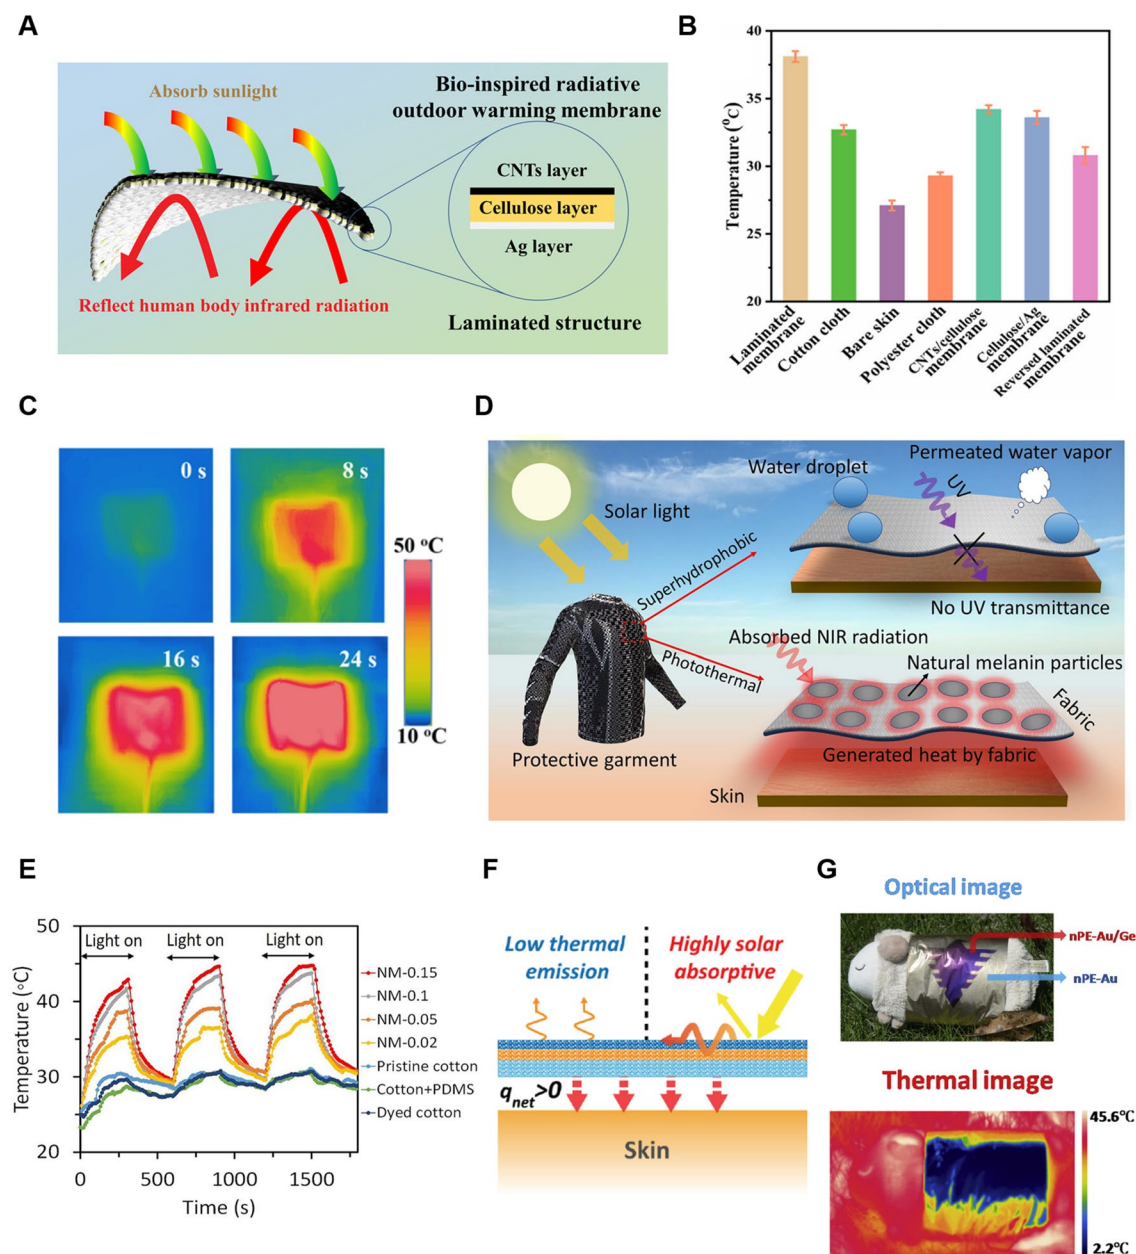 A
Absorb sunlight
Bio-inspired radiative
outdoor warming membrane
CNTs layer
Cellulose layer
Ag layer
Reflect human body infrared radiation
Laminated structure
B
Temperature (⁰C)
40
35
30
25
20
Laminated
membrane
Cotton cloth
Bare skin
Polyester cloth
CNTs/cellulose
membrane
Cellulose/Ag
membrane
Reversed laminated
membrane
C
0 s
8 s
16 s
24 s
50 ⁰C
10 ⁰C
D
Solar light
Water droplet
UV
Permeated water vapor
Superhydrophobic
No UV transmittance
Absorbed NIR radiation
Photothermal
Natural melanin particles
Fabric
Protective garment
Generated heat by fabric
Skin
E
Temperature (°C)
50
40
30
20
Light on
Light on
Light on
NM-0.15
NM-0.1
NM-0.05
NM-0.02
Pristine cotton
Cotton+PDMS
Dyed cotton
0
500
1000
1500
Time (s)
F
Low thermal
emission
Highly solar
absorptive
qnet>0
Skin
G
Optical image
nPE-Au/Ge
nPE-Au
Thermal image
45.6℃
2.2℃